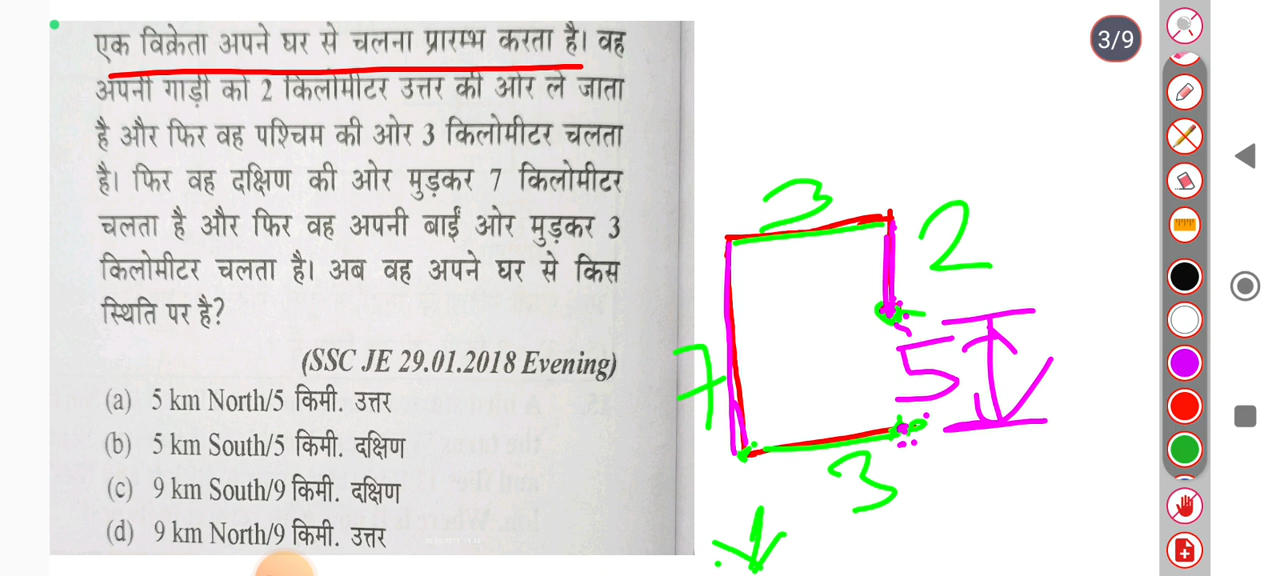 एक विक्रेता अपने घर से चलना प्रारम्भ करता है। वह
अपनी गाड़ी को 2 किलोमीटर उत्तर की ओर ले जाता
है और फिर वह पश्चिम की ओर 3 किलोमीटर चलता
है। फिर वह दक्षिण की ओर मुड़कर 7 किलोमीटर
चलता है और फिर वह अपनी बाईं ओर मुड़कर 3
किलोमीटर चलता है। अब वह अपने घर से किस
स्थिति पर है?
(SSC JE 29.01.2018 Evening)
(a) 5 km North/5 किमी. उत्तर
(b) 5 km South/5 किमी. दक्षिण
(c) 9 km South/9 किमी. दक्षिण
(d) 9 km North/9 किमी. उत्तर
3/9
3
2
7
5
3